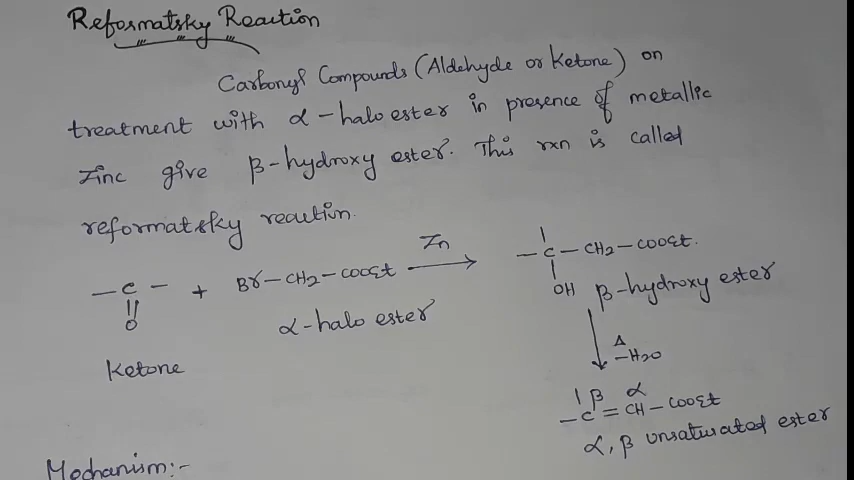 Reformatsky Reaction
Carbonyl Compounds (Aldehyde or Ketone) on
treatment with α-halo ester in presence of metallic
Zinc give β-hydroxy ester. This rxn is called
reformatsky reaction.
-C- + Br-CH2-COOEt Zn → -C-CH2-COOEt.
O
OH β-hydroxy ester
α-halo ester
Ketone
Δ
-H2O
β α
-C=CH-COOEt
α, β unsaturated ester
Mechanism:-